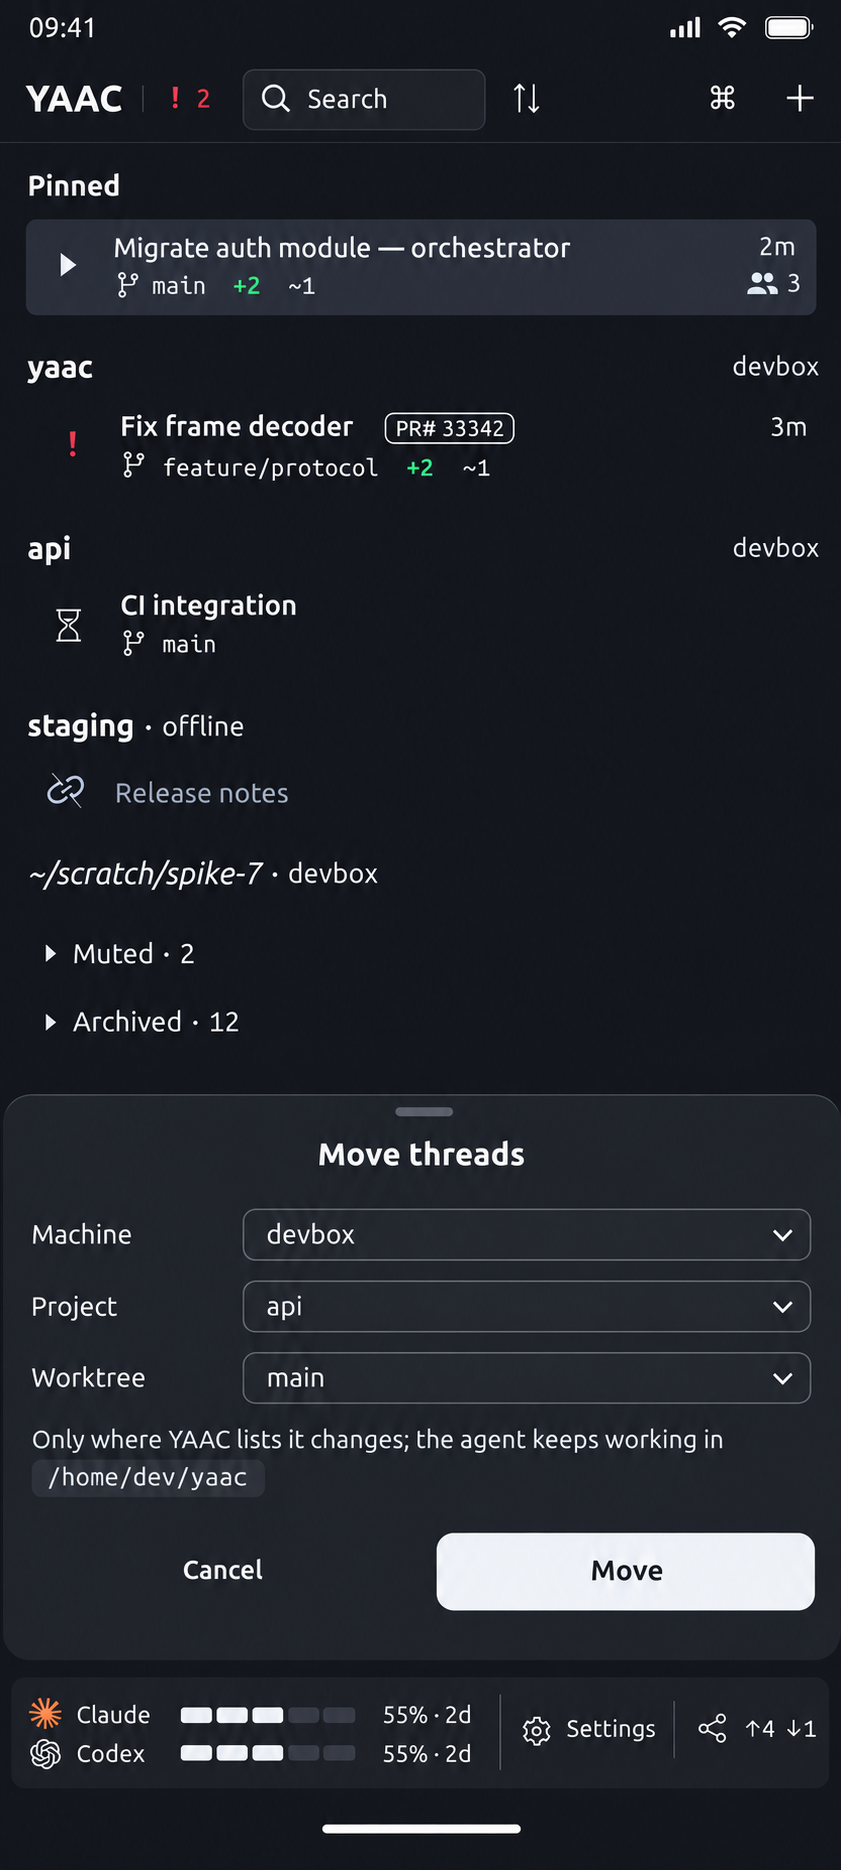 09:41
YAAC ! 2 Search
Pinned
Migrate auth module — orchestrator 2m
main +2 ~1 3
yaac devbox
! Fix frame decoder PR# 33342 3m
feature/protocol +2 ~1
api devbox
CI integration
main
staging · offline
Release notes
~/scratch/spike-7 · devbox
Muted · 2
Archived · 12
Move threads
Machine devbox
Project api
Worktree main
Only where YAAC lists it changes; the agent keeps working in
/home/dev/yaac
Cancel Move
Claude 55% · 2d
Codex 55% · 2d
Settings ↑4 ↓1